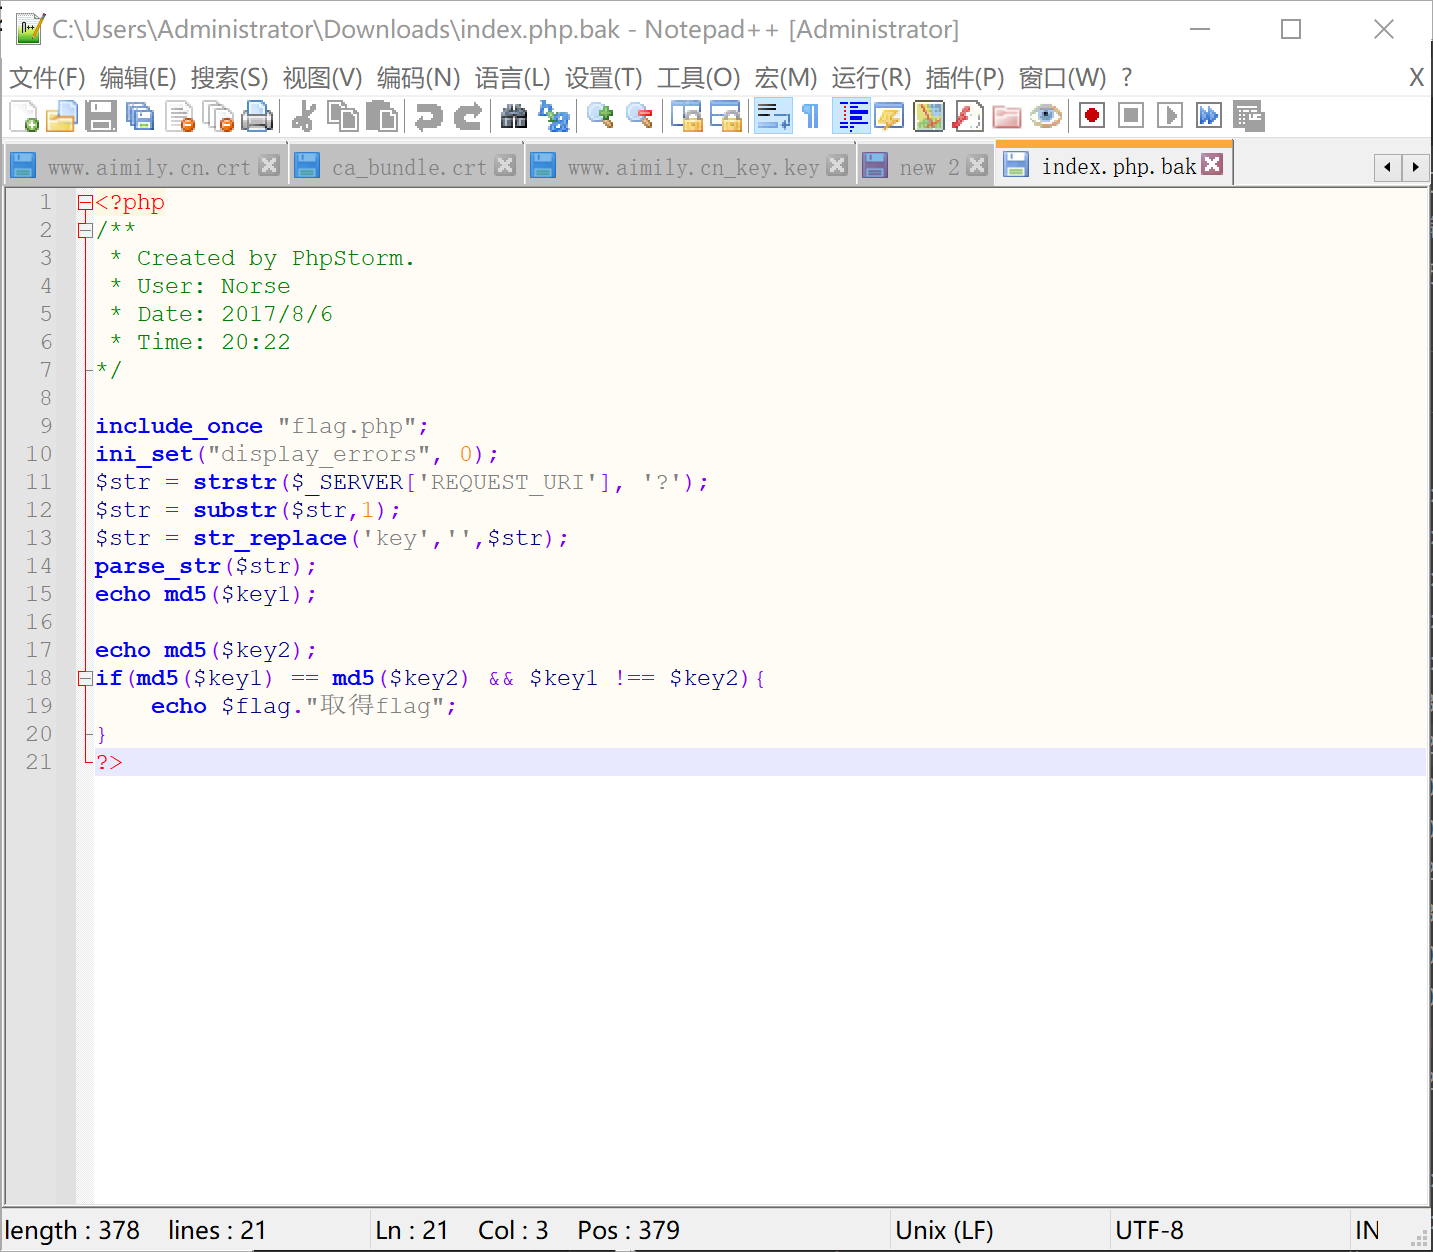 C:\Users\Administrator\Downloads\index.php.bak - Notepad++ [Administrator]
文件(F) 编辑(E) 搜索(S) 视图(V) 编码(N) 语言(L) 设置(T) 工具(O) 宏(M) 运行(R) 插件(P) 窗口(W) ? X
www.aimily.cn.crt ca_bundle.crt www.aimily.cn_key.key new 2 index.php.bak
1 <?php
2 /**
3  * Created by PhpStorm.
4  * User: Norse
5  * Date: 2017/8/6
6  * Time: 20:22
7 */
8
9 include_once "flag.php";
10 ini_set("display_errors", 0);
11 $str = strstr($_SERVER['REQUEST_URI'], '?');
12 $str = substr($str,1);
13 $str = str_replace('key','',$str);
14 parse_str($str);
15 echo md5($key1);
16
17 echo md5($key2);
18 if(md5($key1) == md5($key2) && $key1 !== $key2){
19     echo $flag."取得flag";
20 }
21 ?>
length : 378 lines : 21 Ln : 21 Col : 3 Pos : 379 Unix (LF) UTF-8 IN